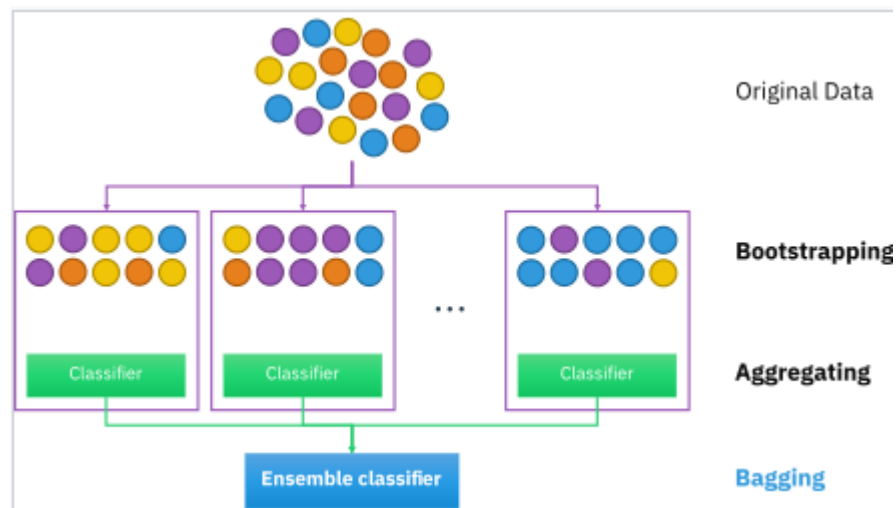 Original Data
Bootstrapping
...
Classifier Classifier Classifier
Aggregating
Ensemble classifier
Bagging